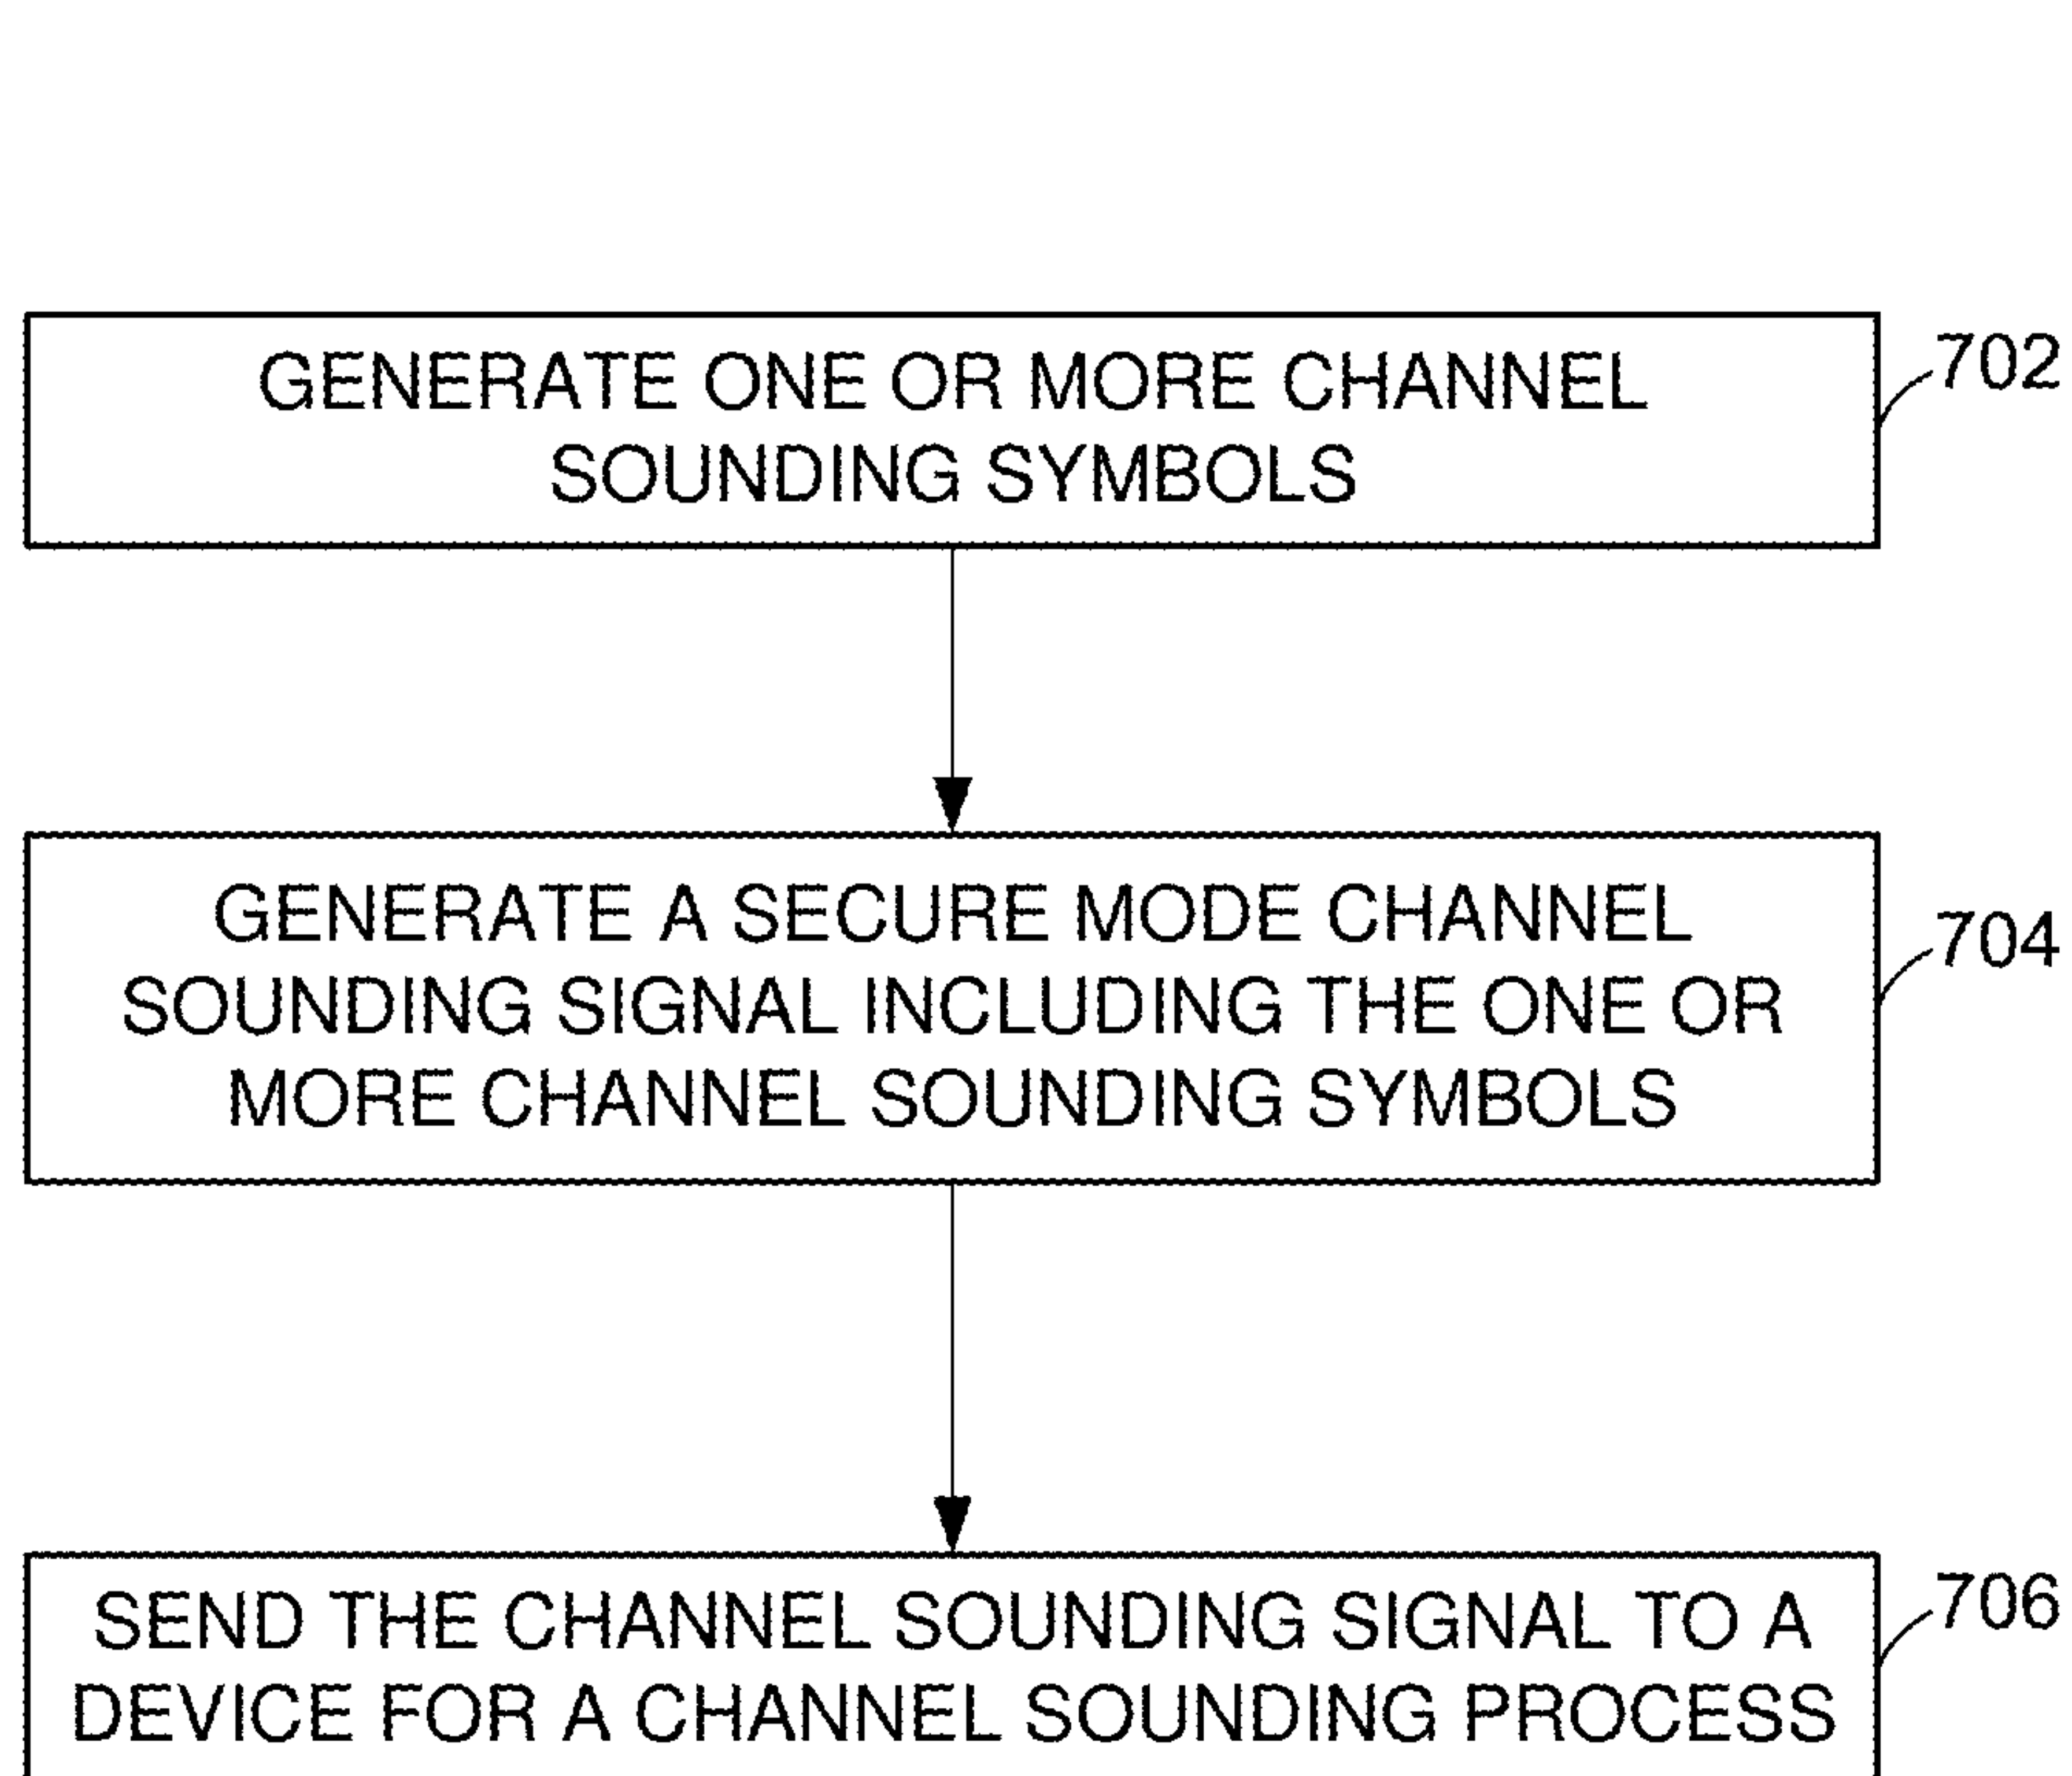 GENERATE ONE OR MORE CHANNEL
SOUNDING SYMBOLS
702
GENERATE A SECURE MODE CHANNEL
SOUNDING SIGNAL INCLUDING THE ONE OR
MORE CHANNEL SOUNDING SYMBOLS
704
SEND THE CHANNEL SOUNDING SIGNAL TO A
DEVICE FOR A CHANNEL SOUNDING PROCESS
706